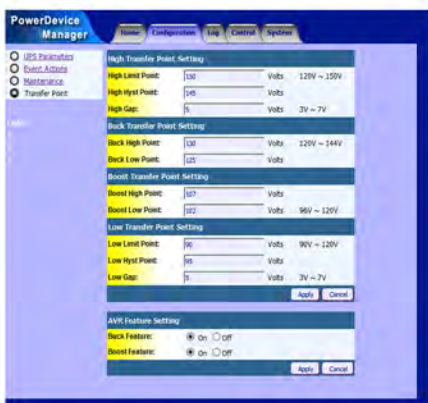 PowerDevice
Manager
Home Configuration Log Control System
UPS Parameters
Event Actions
Maintenance
Transfer Point
High Transfer Point Setting
High Limit Point: 150 Volts 120V ~ 150V
High Hyst Point: 145 Volts
High Gap: 5 Volts 3V ~ 7V
Buck Transfer Point Setting
Buck High Point: 130 Volts 120V ~ 144V
Buck Low Point: 125 Volts
Boost Transfer Point Setting
Boost High Point: 107 Volts
Boost Low Point: 102 Volts 96V ~ 120V
Low Transfer Point Setting
Low Limit Point: 90 Volts 90V ~ 120V
Low Hyst Point: 95 Volts
Low Gap: 5 Volts 3V ~ 7V
Apply Cancel
AVR Feature Setting
Buck Feature: On Off
Boost Feature: On Off
Apply Cancel